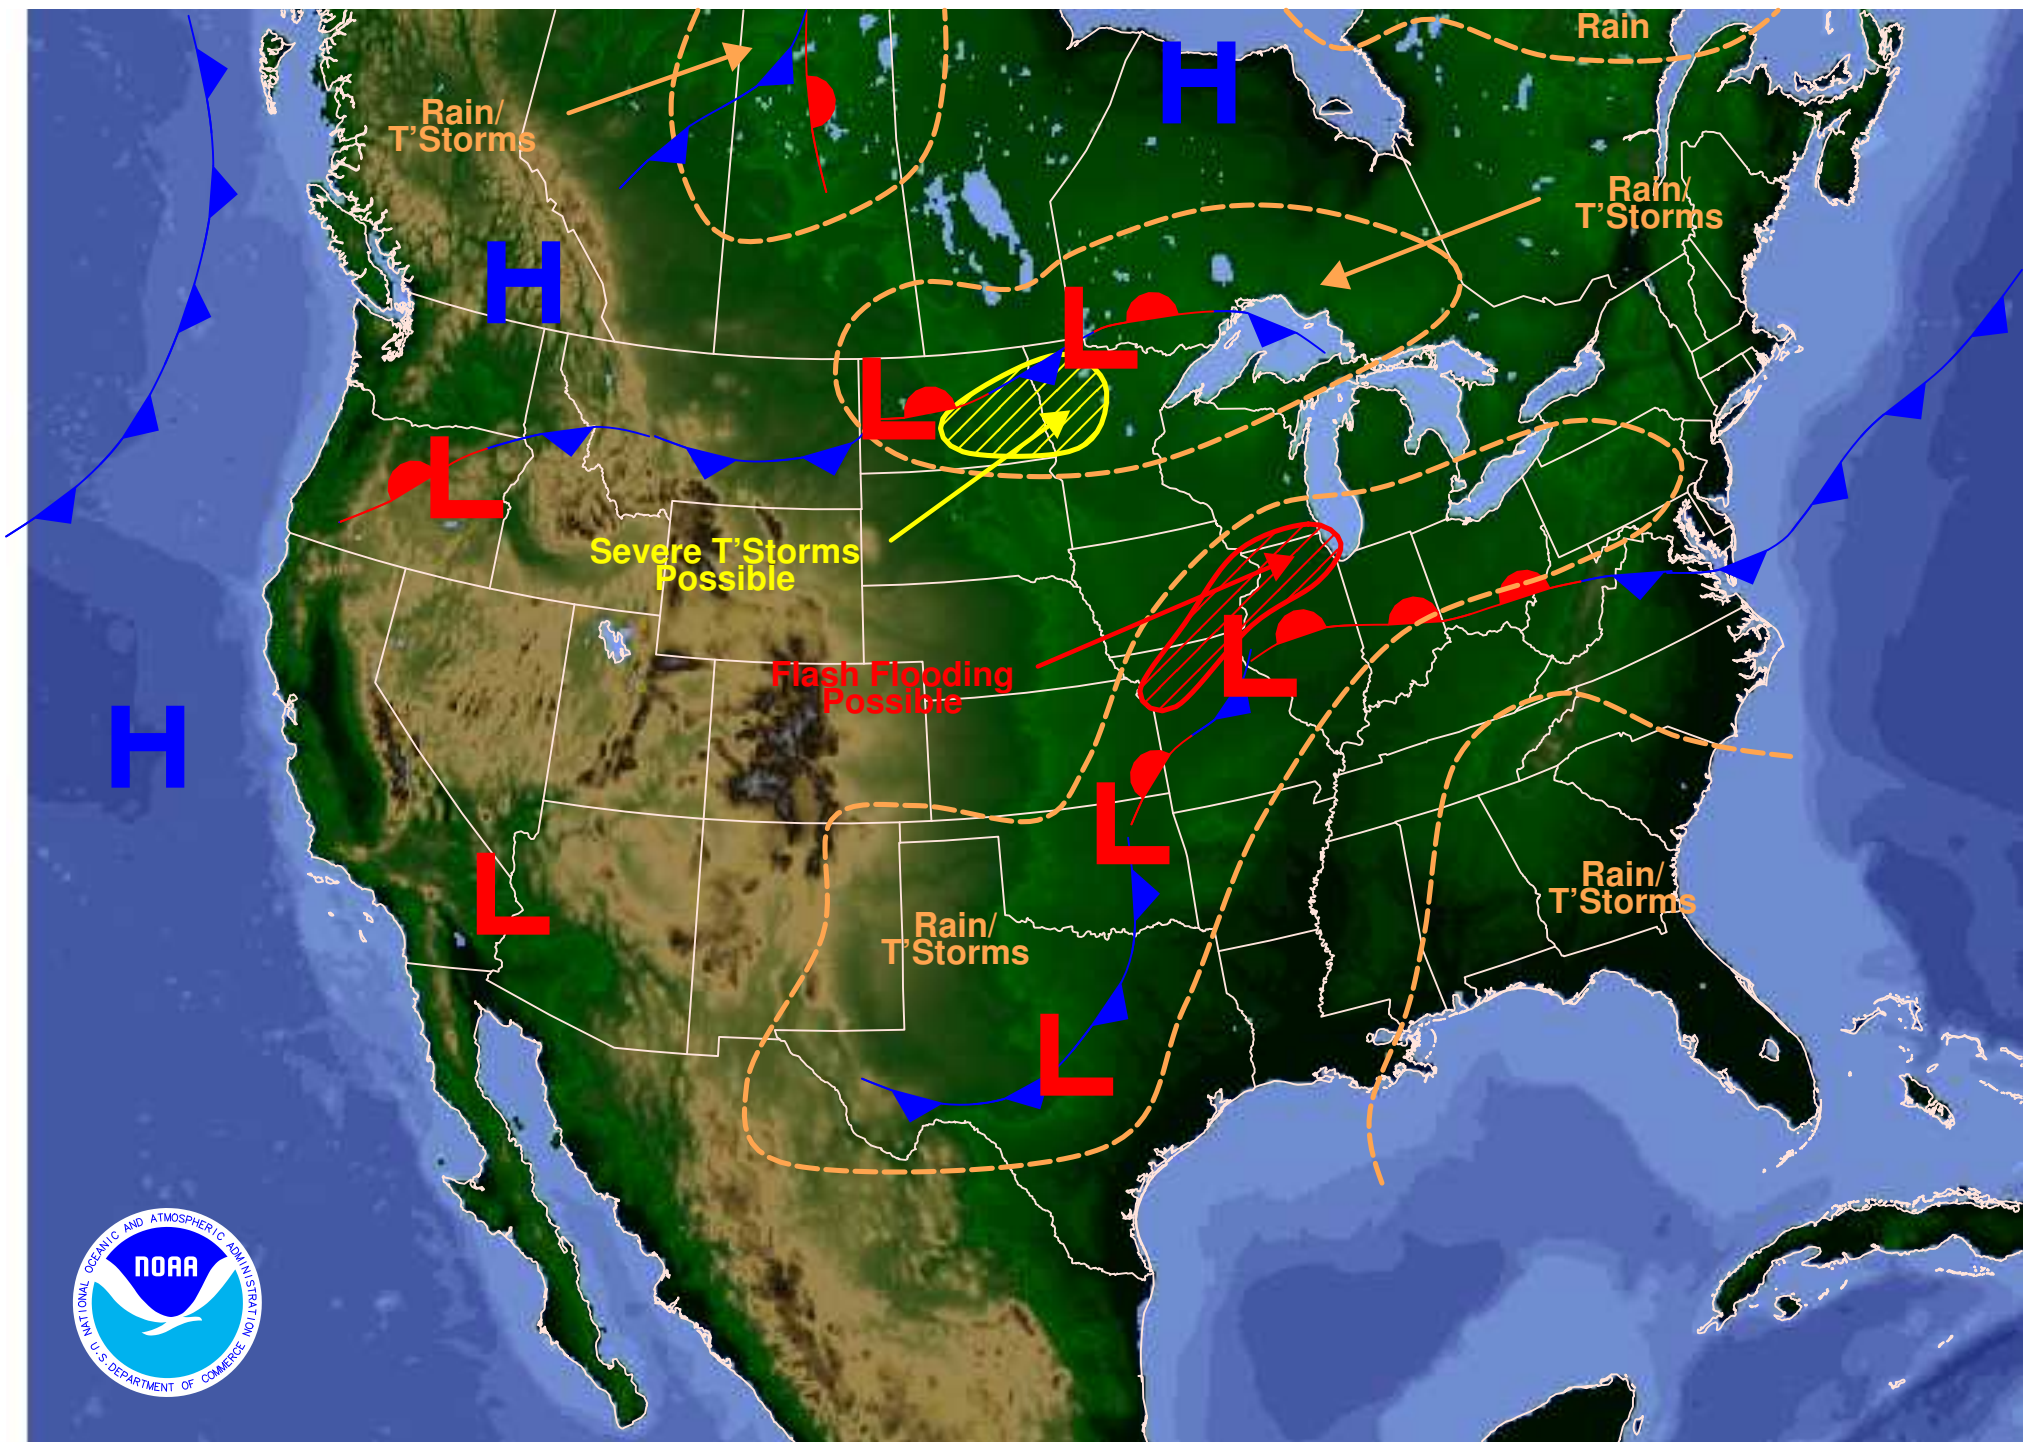 Rain
H
Rain/
T'Storms
Rain/
T'Storms
H
L
L
L
Severe T'Storms
Possible
L
Flash Flooding
Possible
H
L
L
Rain/
T'Storms
Rain/
T'Storms
L
NATIONAL OCEANIC AND ATMOSPHERIC ADMINISTRATION
NOAA
U.S. DEPARTMENT OF COMMERCE